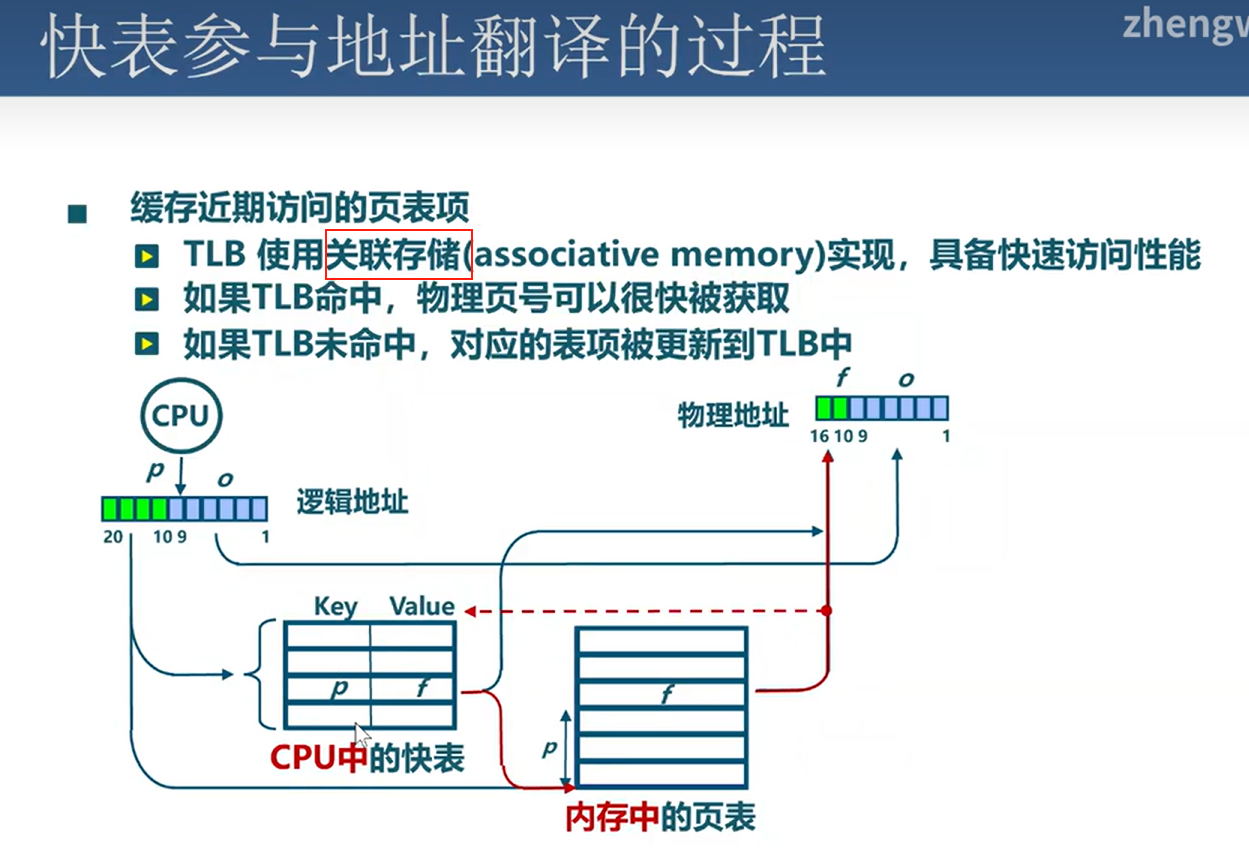 快表参与地址翻译的过程
zhengw
缓存近期访问的页表项
TLB 使用关联存储(associative memory)实现，具备快速访问性能
如果TLB命中，物理页号可以很快被获取
如果TLB未命中，对应的表项被更新到TLB中
CPU
p
o
逻辑地址
20 10 9 1
f o
物理地址
16 10 9 1
Key Value
p f
CPU中的快表
f
p
内存中的页表